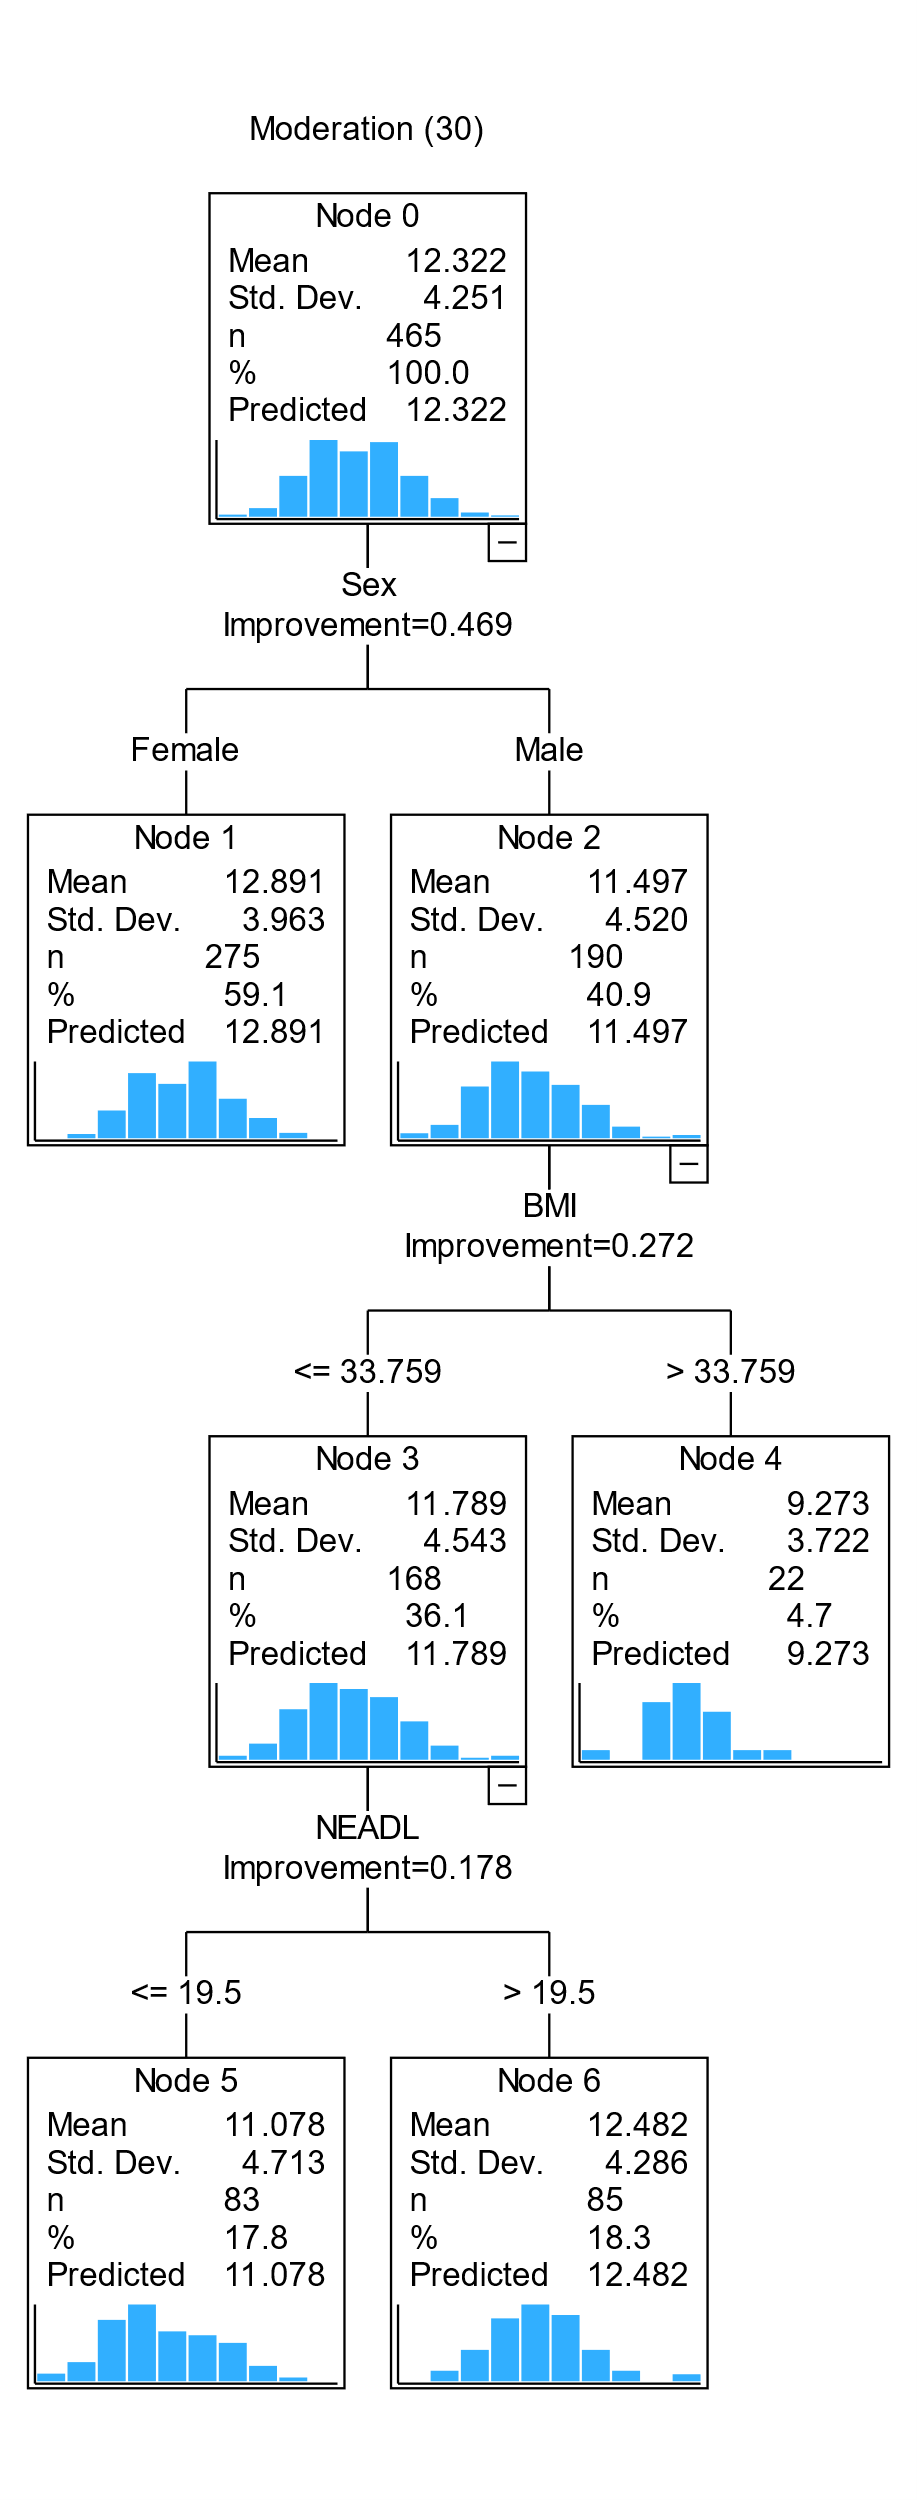 Moderation (30)
Node 0
Mean 12.322
Std. Dev. 4.251
n 465
% 100.0
Predicted 12.322
Sex
Improvement=0.469
Female Male
Node 1
Mean 12.891
Std. Dev. 3.963
n 275
% 59.1
Predicted 12.891
Node 2
Mean 11.497
Std. Dev. 4.520
n 190
% 40.9
Predicted 11.497
BMI
Improvement=0.272
<= 33.759 > 33.759
Node 3
Mean 11.789
Std. Dev. 4.543
n 168
% 36.1
Predicted 11.789
Node 4
Mean 9.273
Std. Dev. 3.722
n 22
% 4.7
Predicted 9.273
NEADL
Improvement=0.178
<= 19.5 > 19.5
Node 5
Mean 11.078
Std. Dev. 4.713
n 83
% 17.8
Predicted 11.078
Node 6
Mean 12.482
Std. Dev. 4.286
n 85
% 18.3
Predicted 12.482